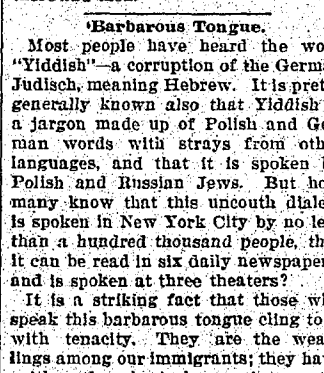 'Barbarous Tongue.
Most people have heard the wo
"Yiddish"—a corruption of the Germ
Judisch, meaning Hebrew. It is pret
generally known also that Yiddish
a jargon made up of Polish and Ge
man words with strays from oth
languages, and that it is spoken
Polish and Russian Jews. But ho
many know that this uncouth diale
is spoken in New York City by no le
than a hundred thousand people, th
it can be read in six daily newspaper
and is spoken at three theaters?
It is a striking fact that those w
speak this barbarous tongue cling to
with tenacity. They are the wea
lings among our immigrants; they ha